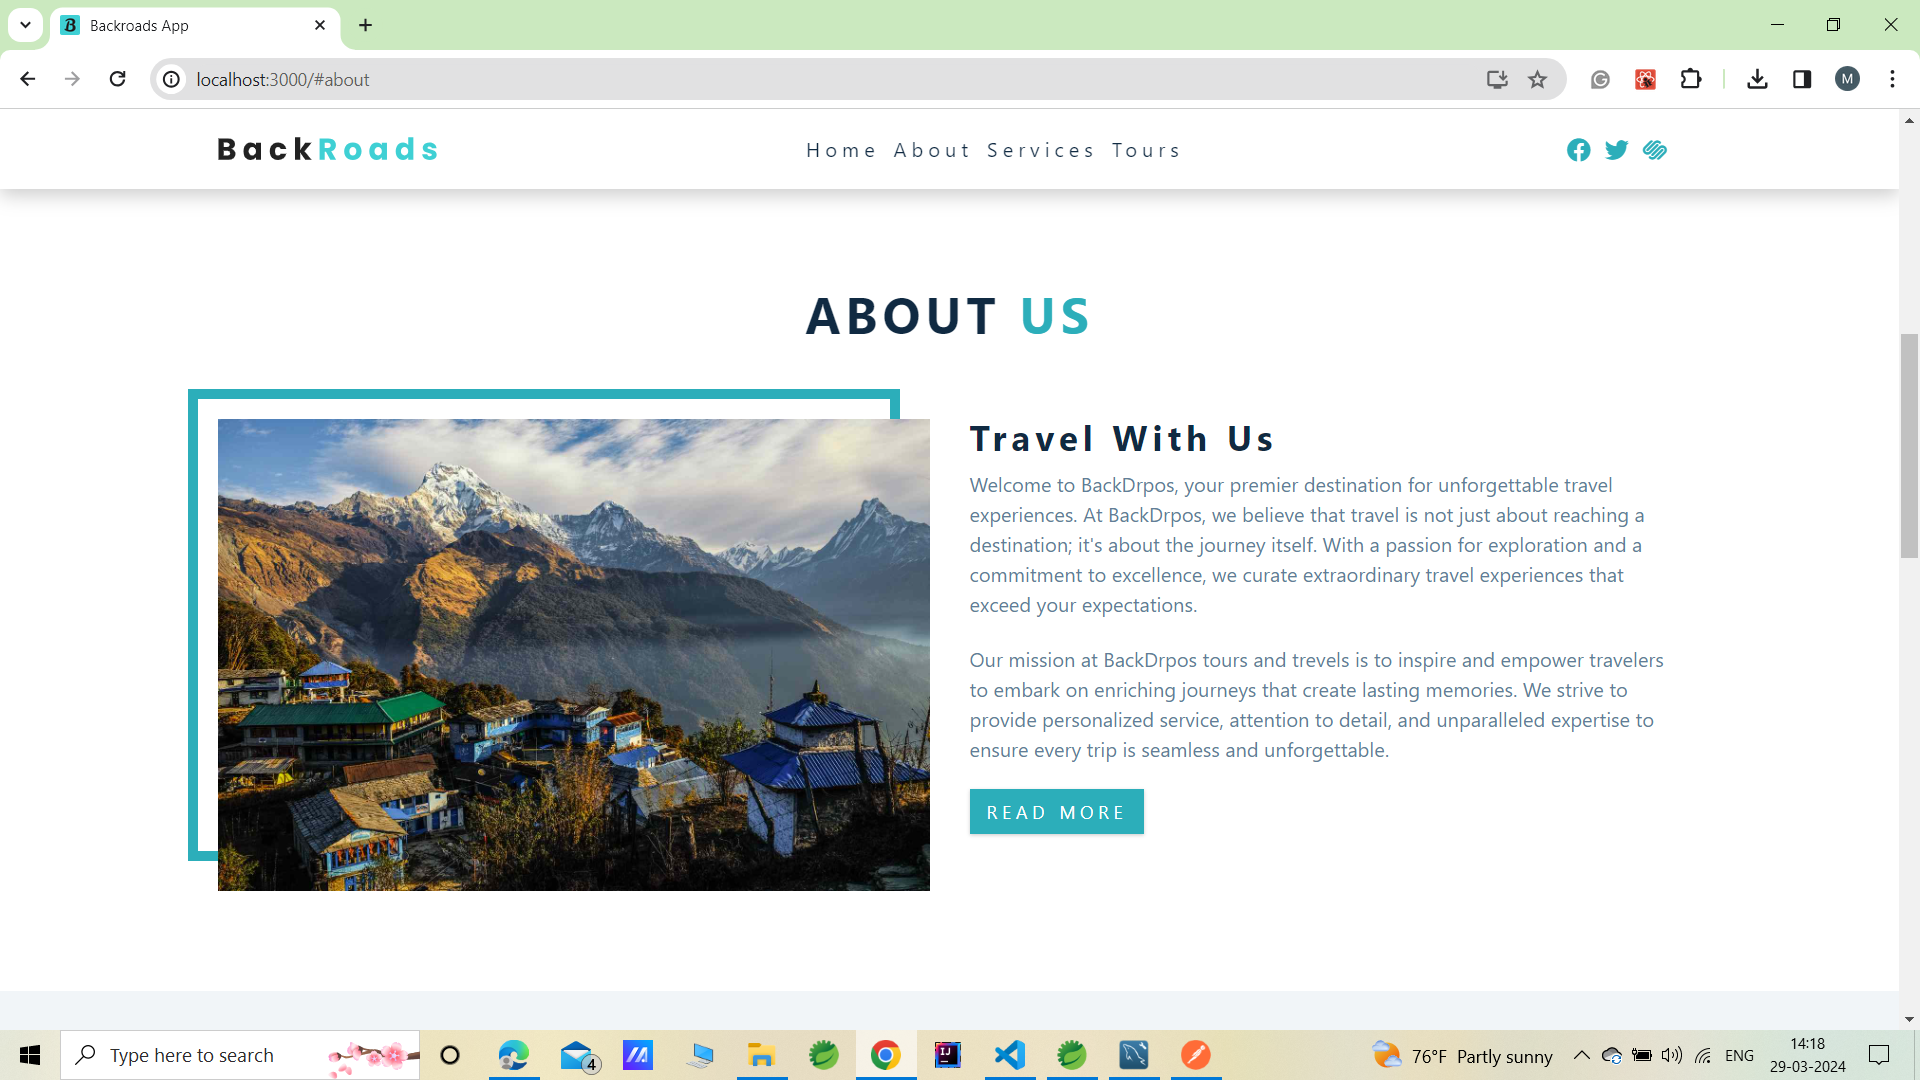 Backroads App
localhost:3000/#about
M
BackRoads
Home About Services Tours
ABOUT US
Travel With Us
Welcome to BackDrpos, your premier destination for unforgettable travel
experiences. At BackDrpos, we believe that travel is not just about reaching a
destination; it's about the journey itself. With a passion for exploration and a
commitment to excellence, we curate extraordinary travel experiences that
exceed your expectations.
Our mission at BackDrpos tours and trevels is to inspire and empower travelers
to embark on enriching journeys that create lasting memories. We strive to
provide personalized service, attention to detail, and unparalleled expertise to
ensure every trip is seamless and unforgettable.
READ MORE
Type here to search
4
IJ
76°F Partly sunny
ENG
14:18
29-03-2024